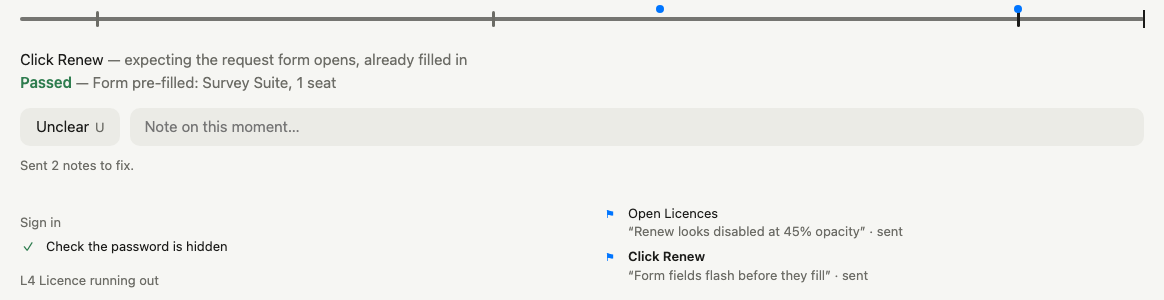 Click Renew — expecting the request form opens, already filled in
Passed — Form pre-filled: Survey Suite, 1 seat
Unclear U
Note on this moment...
Sent 2 notes to fix.
Sign in
Check the password is hidden
L4 Licence running out
Open Licences
“Renew looks disabled at 45% opacity” · sent
Click Renew
“Form fields flash before they fill” · sent